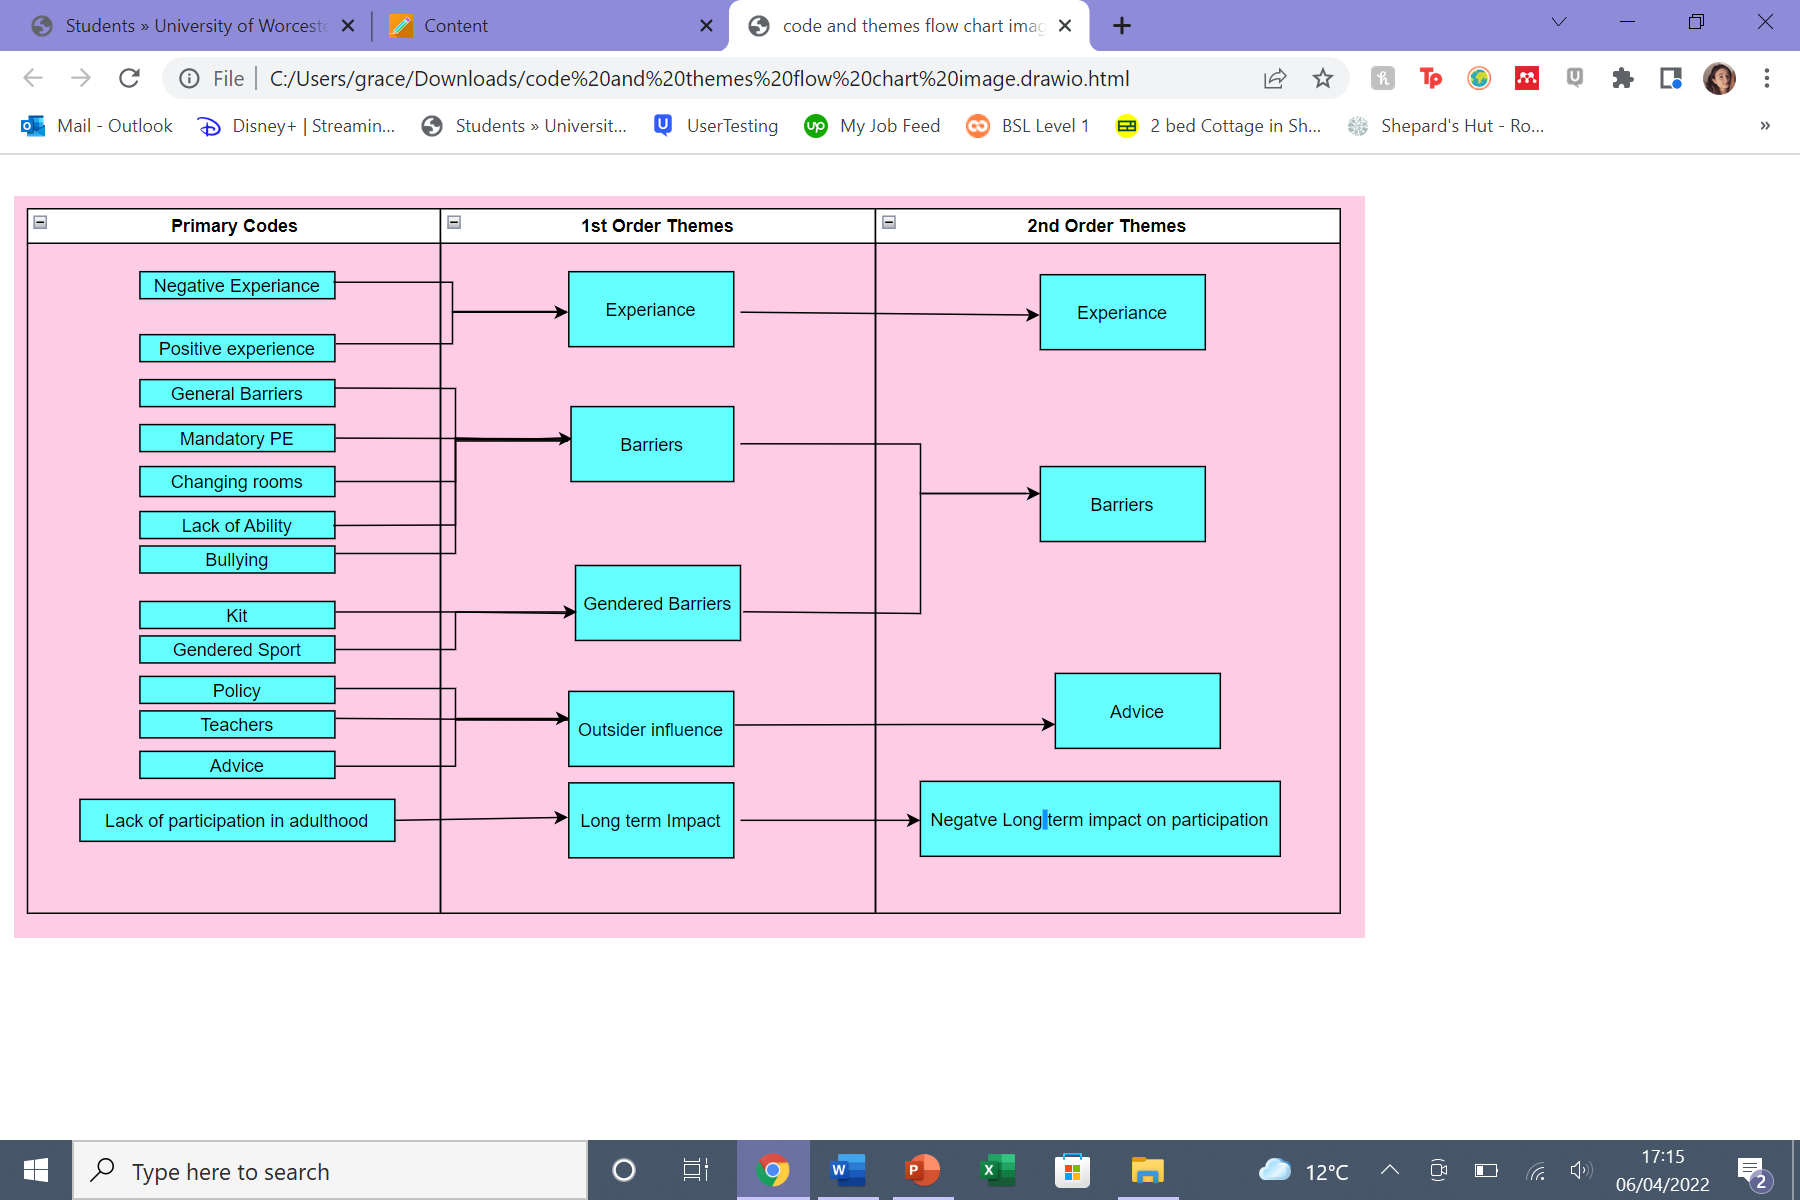 Students » University of Worceste
Content
code and themes flow chart imag
File
C:/Users/grace/Downloads/code%20and%20themes%20flow%20chart%20image.drawio.html
Mail - Outlook
Disney+ | Streamin...
Students » Universit...
UserTesting
up
My Job Feed
BSL Level 1
2 bed Cottage in Sh...
Shepard's Hut - Ro...
»
Primary Codes
1st Order Themes
2nd Order Themes
Negative Experiance
Positive experience
General Barriers
Mandatory PE
Changing rooms
Lack of Ability
Bullying
Kit
Gendered Sport
Policy
Teachers
Advice
Lack of participation in adulthood
Experiance
Barriers
Gendered Barriers
Outsider influence
Long term Impact
Experiance
Barriers
Advice
Negatve Long term impact on participation
Type here to search
12°C
17:15
06/04/2022
2